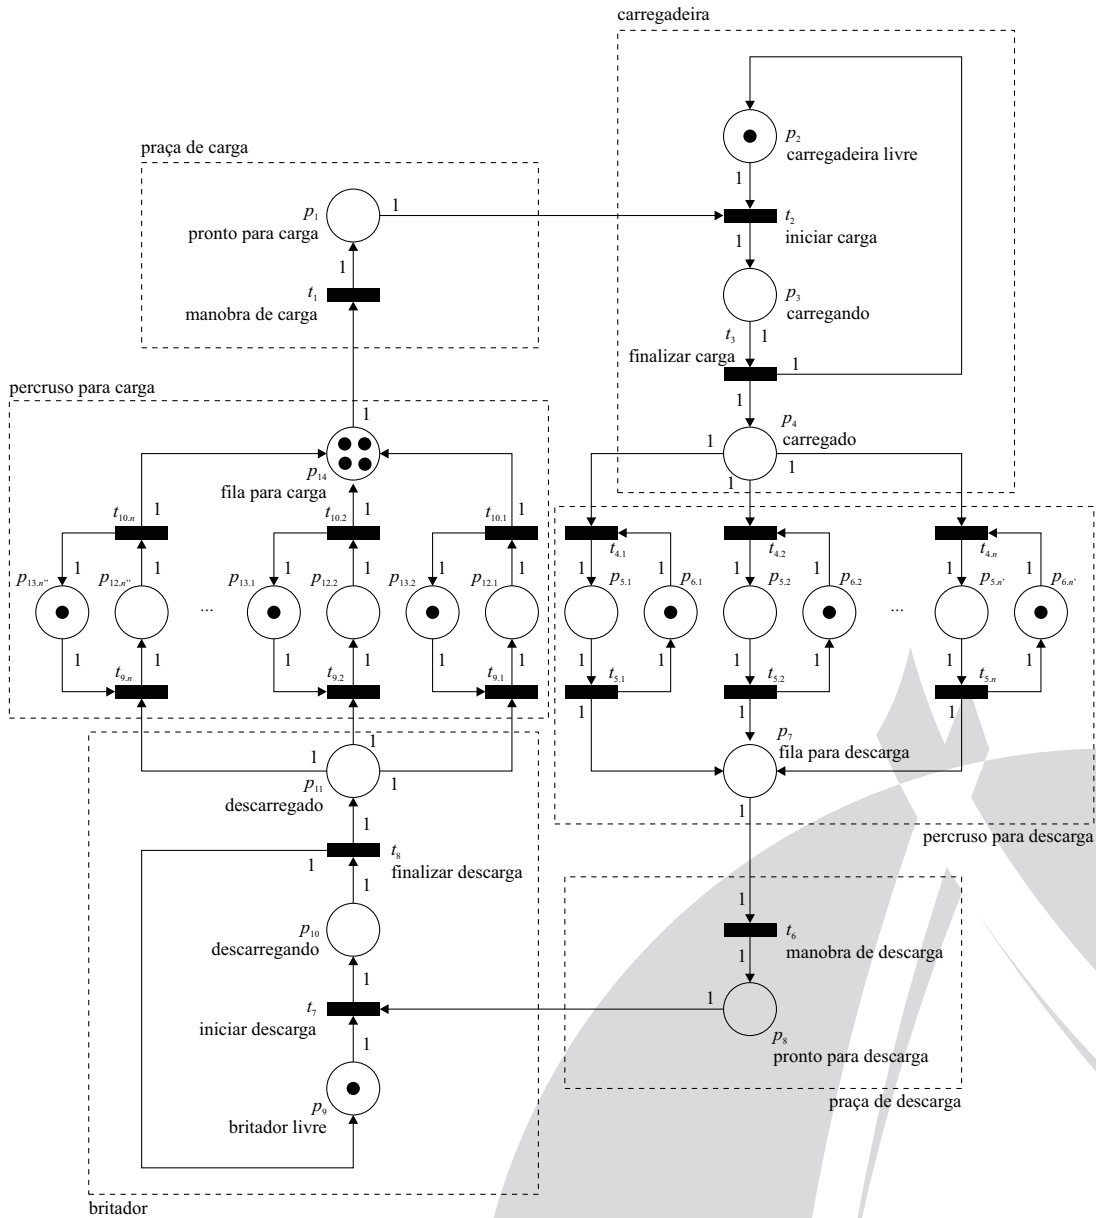 carregadeira
1
p2
carregadeira livre
praça de carga
1
p1
1
t2
pronto para carga
iniciar carga
1
1
t1
p3
manobra de carga
carregando
t3
1
finalizar carga
1
percruso para carga
1
1
p4
1
carregado
p14
1
1
fila para carga
t10.n
1
t10.2
1
t10.1
1
t4.1
t4.2
t4.n
1
1
1
1
1
1
1
1
1
1
1
1
p13.n''
p12.n''
p13.1
p12.2
p13.2
p12.1
p5.1
p6.1
p5.2
p6.2
p5.n'
p6.n'
...
...
...
1
1
1
1
1
1
1
1
1
1
1
1
t9.n
t9.2
t9.1
t5.1
t5.2
t5.n
1
1
1
p7
fila para descarga
1
1
1
p11
descarregado
1
1
percruso para descarga
1
t8
finalizar descarga
1
1
p10
descarregando
t6
manobra de descarga
1
1
t7
iniciar descarga
1
1
p8
pronto para descarga
p9
britador livre
praça de descarga
britador